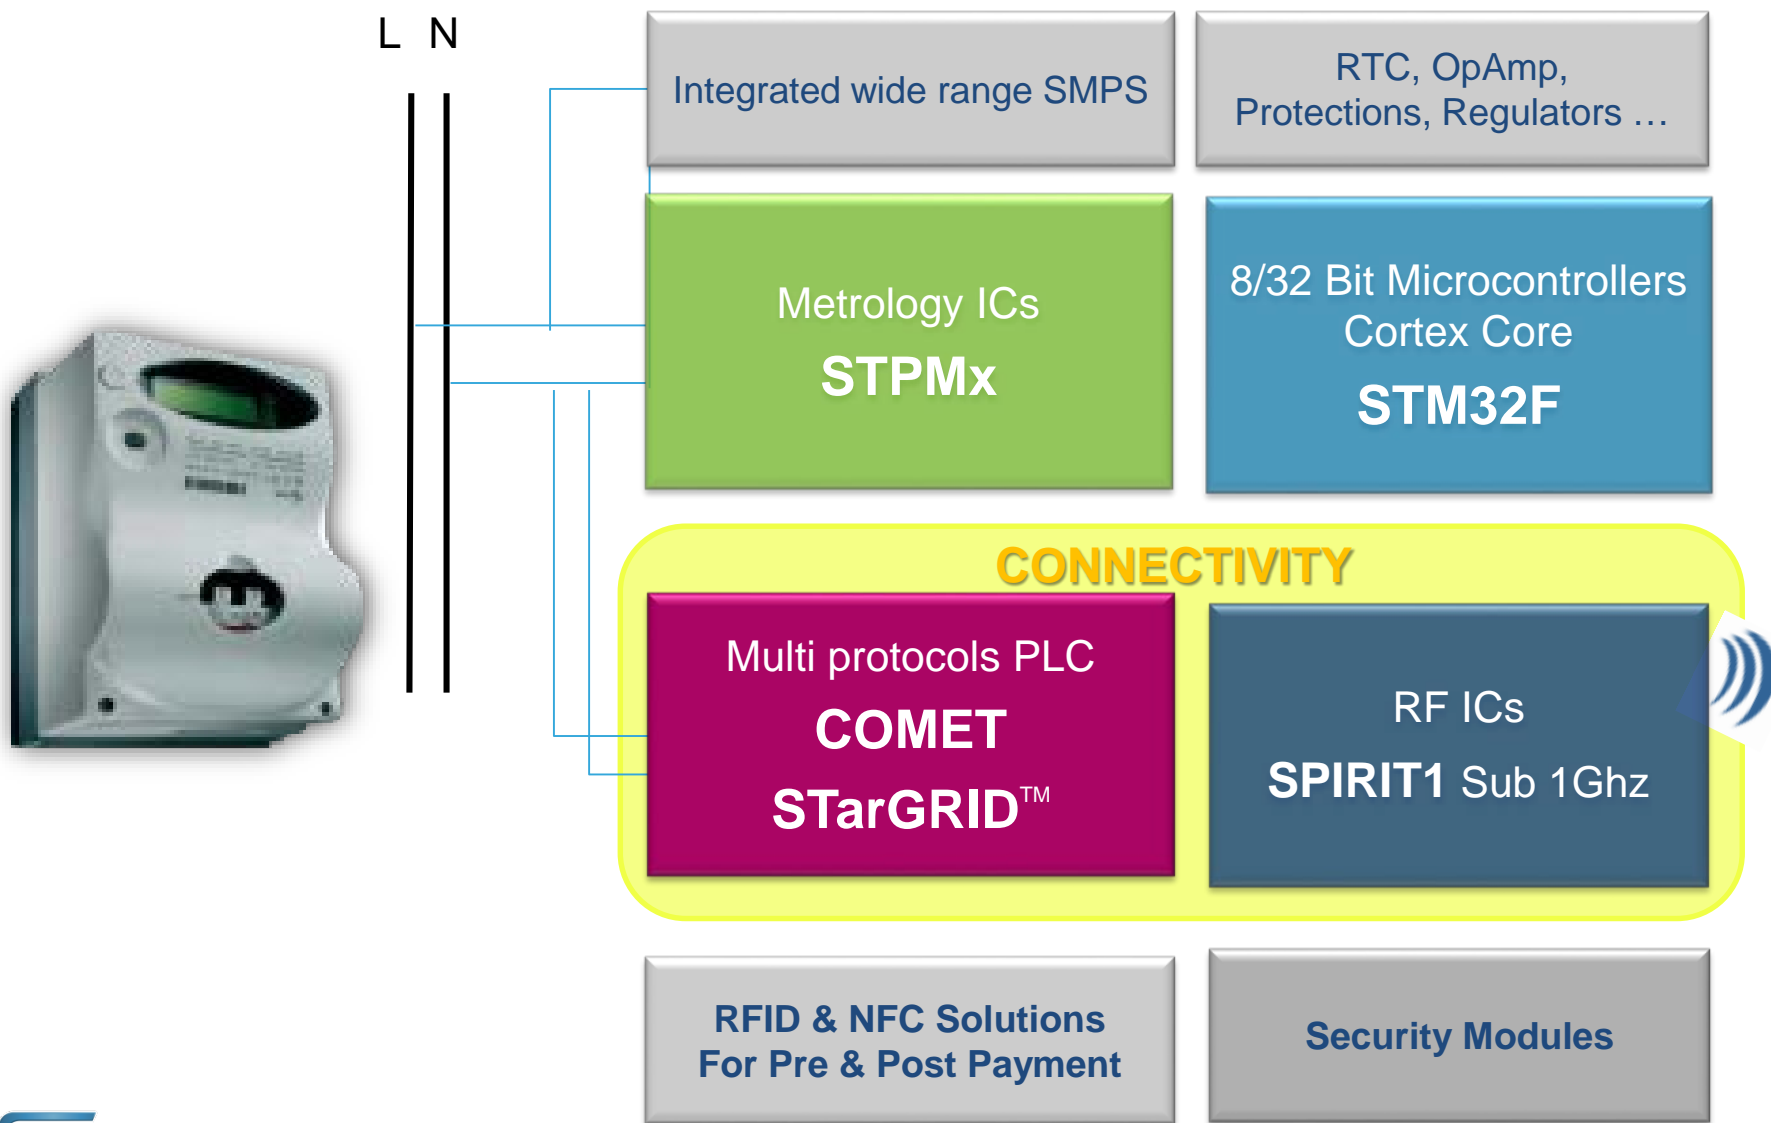 L N
Integrated wide range SMPS
RTC, OpAmp,
Protections, Regulators …
Metrology ICs
STPMx
8/32 Bit Microcontrollers
Cortex Core
STM32F
CONNECTIVITY
Multi protocols PLC
COMET
STarGRID™
RF ICs
SPIRIT1 Sub 1Ghz
RFID & NFC Solutions
For Pre & Post Payment
Security Modules